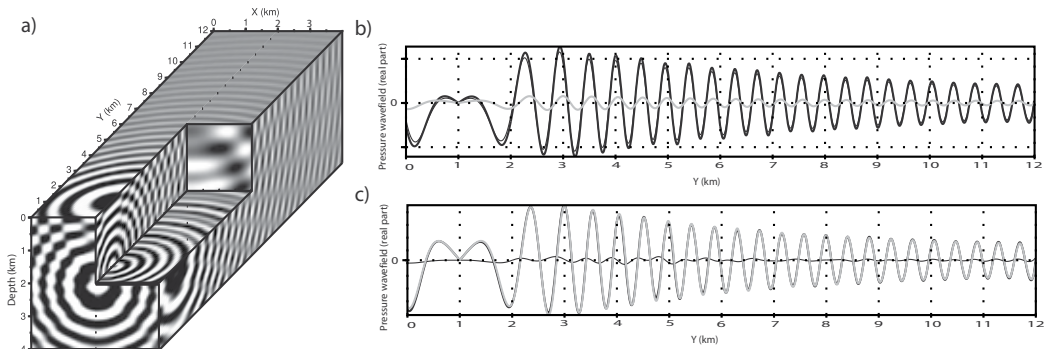 a)
X (km)
0 1 2 3
12
11
10
9
8
7
6
5
4
3
2
1
0
Y (km)
Depth (km)
0
1
2
3
4
b)
Pressure wavefield (real part)
0
0 1 2 3 4 5 6 7 8 9 10 11 12
Y (km)
c)
Pressure wavefield (real part)
0
0 1 2 3 4 5 6 7 8 9 10 11 12
Y (km)